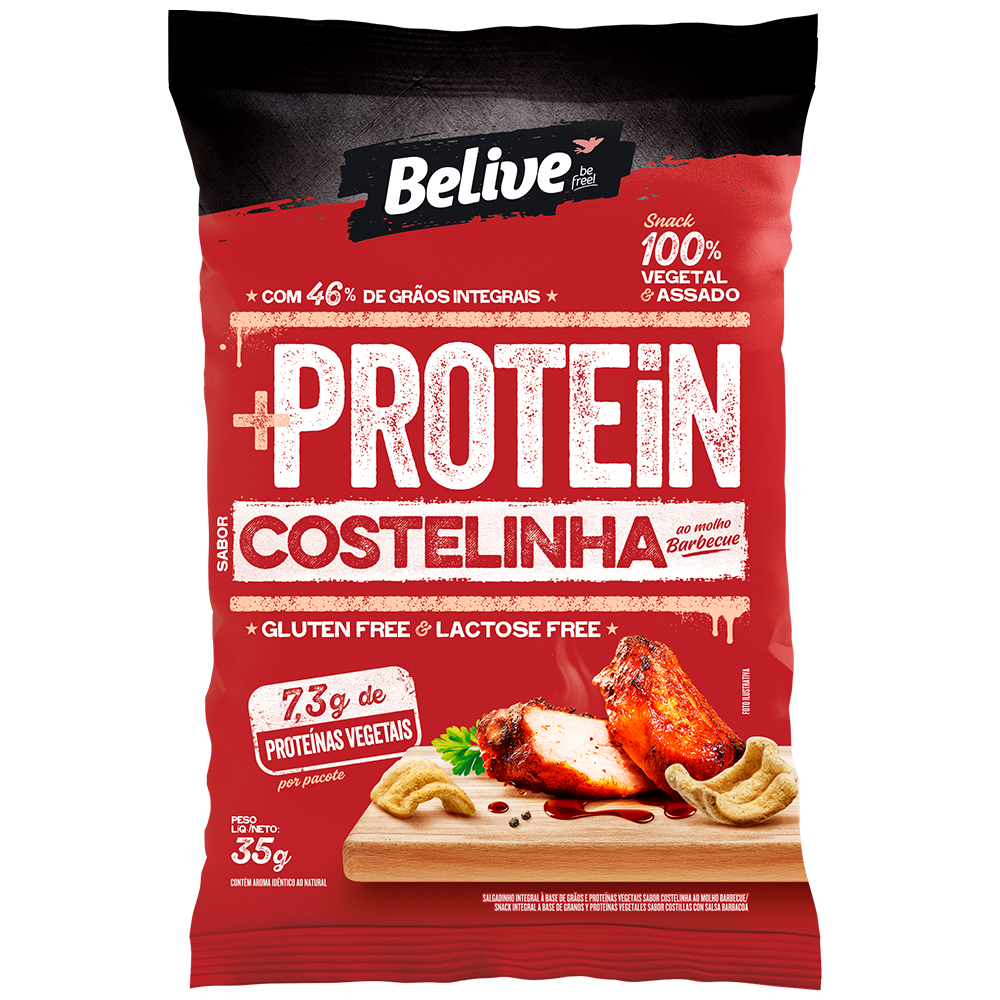 Belive be
free!
Snack
100%
VEGETAL
& ASSADO
COM 46% DE GRÃOS INTEGRAIS
+PROTEiN
SABOR
COSTELINHA
ao molho
Barbecue
GLUTEN FREE & LACTOSE FREE
7,3g de
PROTEÍNAS VEGETAIS
por pacote
FOTO ILUSTRATIVA
PESO
LÍQ./NETO:
35g
CONTÉM AROMA IDÊNTICO AO NATURAL
SALGADINHO INTEGRAL À BASE DE GRÃOS E PROTEÍNAS VEGETAIS SABOR COSTELINHA AO MOLHO BARBECUE/
SNACK INTEGRAL A BASE DE GRANOS Y PROTEÍNAS VEGETALES SABOR COSTILLAS CON SALSA BARBACOA